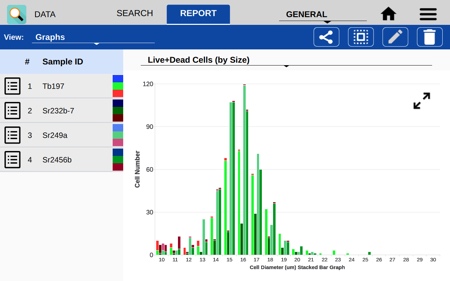 DATA SEARCH REPORT GENERAL
View: Graphs
# Sample ID
1 Tb197
2 Sr232b-7
3 Sr249a
4 Sr2456b
Live+Dead Cells (by Size)
Cell Number
120
90
60
30
0
10 11 12 13 14 15 16 17 18 19 20 21 22 23 24 25 26 27 28 29 30
Cell Diameter (um) Stacked Bar Graph